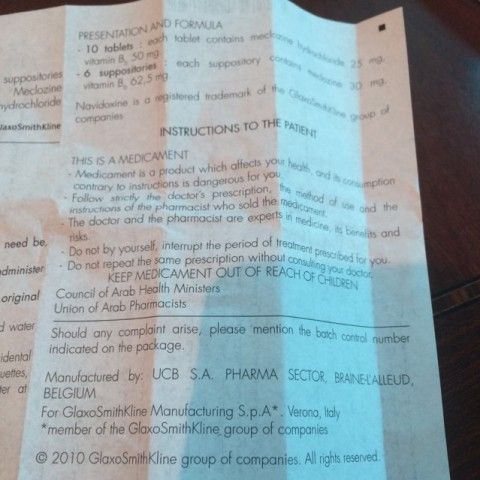 suppositories
Meclozine
hydrochloride
GlaxoSmithKline
need be,
administer
original
water
PRESENTATION AND FORMULA
- 10 tablets : each tablet contains meclozine hydrochloride 25 mg,
vitamin B₆ 50 mg.
- 6 suppositories : each suppository contains meclozine 30 mg,
vitamin B₆ 62,5 mg.
Navidoxine is a registered trademark of the GlaxoSmithKline group of
companies
INSTRUCTIONS TO THE PATIENT
THIS IS A MEDICAMENT
- Medicament is a product which affects your health, and its consumption
contrary to instructions is dangerous for you.
- Follow strictly the doctor's prescription, the method of use and the
instructions of the pharmacist who sold the medicament.
- The doctor and the pharmacist are experts in medicine, its benefits and
risks.
- Do not by yourself, interrupt the period of treatment prescribed for you.
- Do not repeat the same prescription without consulting your doctor.
KEEP MEDICAMENT OUT OF REACH OF CHILDREN
Council of Arab Health Ministers
Union of Arab Pharmacists
Should any complaint arise, please mention the batch control number
indicated on the package.
Manufactured by: UCB S.A. PHARMA SECTOR, BRAINE-L'ALLEUD,
BELGIUM
For GlaxoSmithKline Manufacturing S.p.A*. Verona, Italy
*member of the GlaxoSmithKline group of companies
© 2010 GlaxoSmithKline group of companies. All rights reserved.